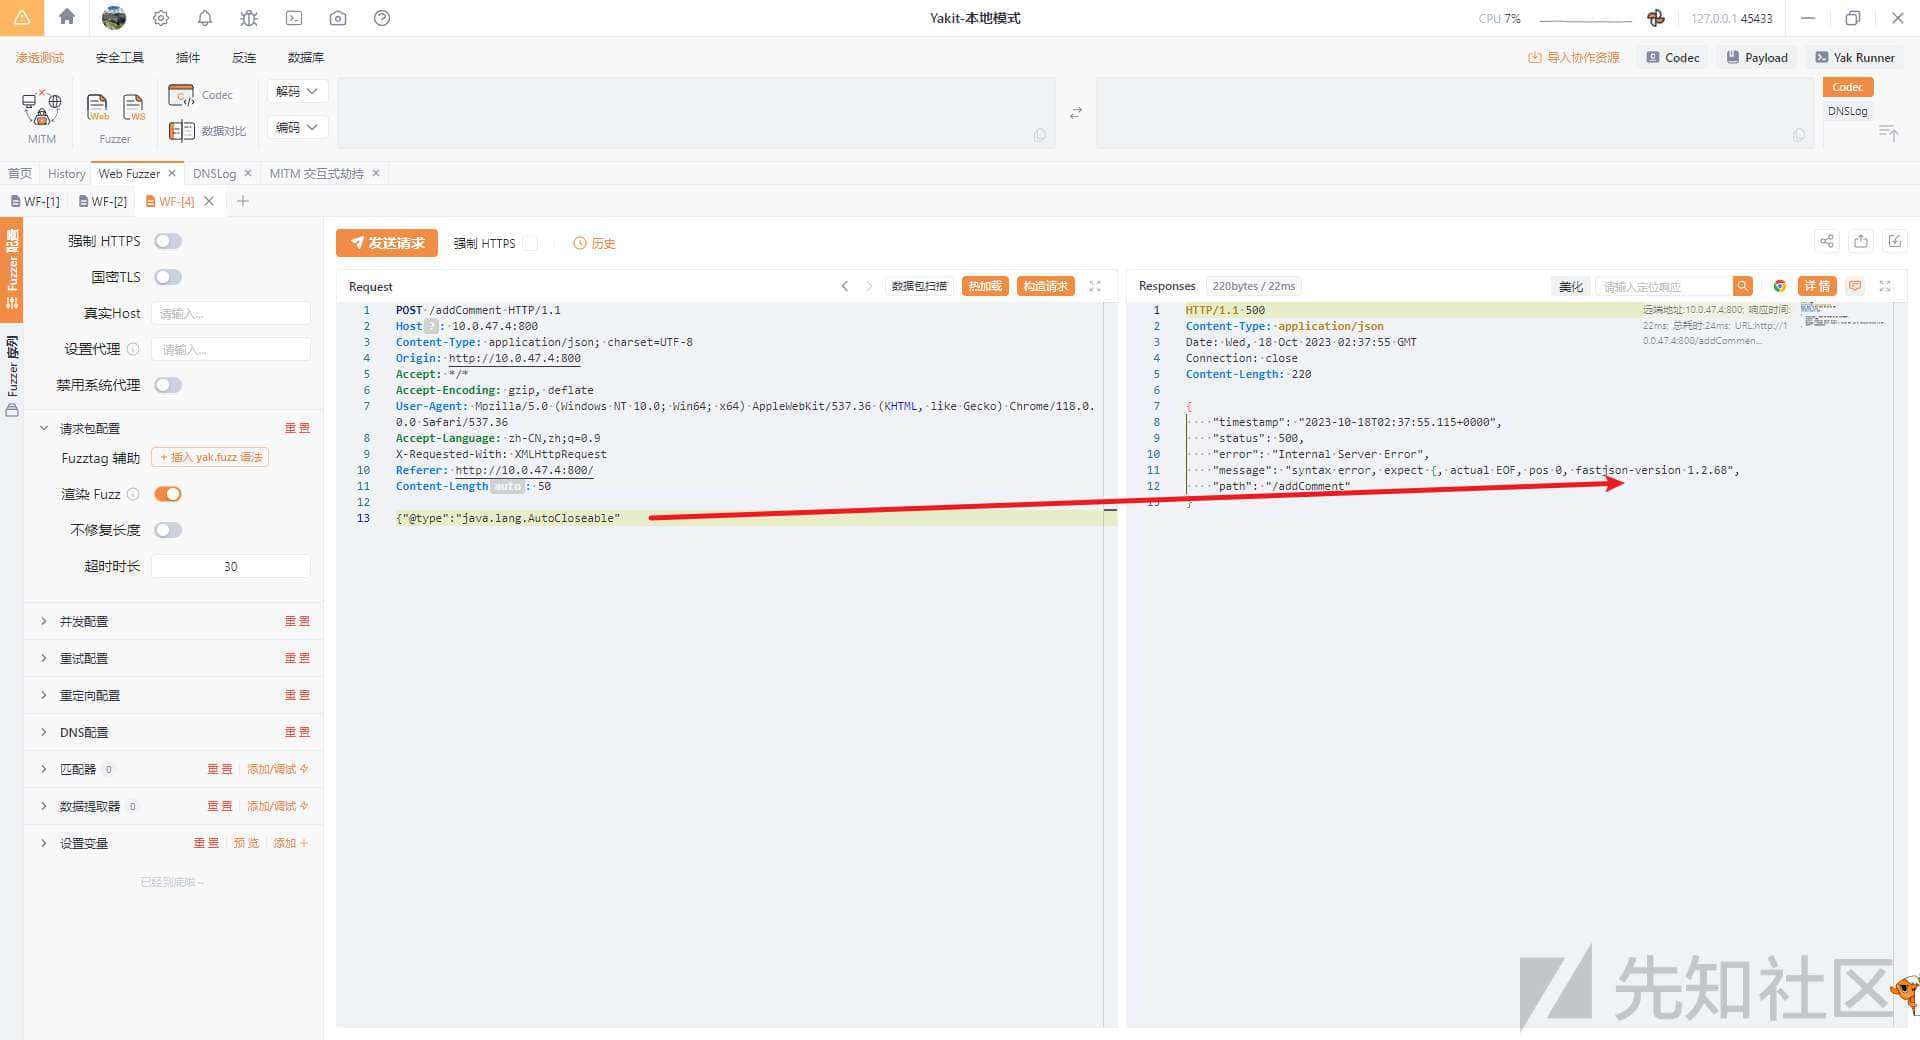 Yakit-本地模式
CPU 7%
127.0.0.1 45433
渗透测试
安全工具
插件
反连
数据库
导入协作资源
Codec
Payload
Yak Runner
MITM
Web
WS
Fuzzer
Codec
数据对比
解码
编码
Codec
DNSLog
首页
History
Web Fuzzer
DNSLog
MITM 交互式劫持
WF-[1]
WF-[2]
WF-[4]
Fuzzer 配置
Fuzzer 序列
强制 HTTPS
国密TLS
真实Host 请输入...
设置代理 请输入...
禁用系统代理
请求包配置 重置
Fuzztag 辅助 + 插入 yak.fuzz 语法
渲染 Fuzz
不修复长度
超时时长 30
并发配置 重置
重试配置 重置
重定向配置 重置
DNS配置 重置
匹配器 0 重置 添加/调试
数据提取器 0 重置 添加/调试
设置变量 重置 预览 添加
已经到底啦～
发送请求
强制 HTTPS
历史
Request
数据包扫描
热加载
构造请求
1 POST /addComment HTTP/1.1
2 Host ? : 10.0.47.4:800
3 Content-Type: application/json; charset=UTF-8
4 Origin: http://10.0.47.4:800
5 Accept: */*
6 Accept-Encoding: gzip, deflate
7 User-Agent: Mozilla/5.0 (Windows NT 10.0; Win64; x64) AppleWebKit/537.36 (KHTML, like Gecko) Chrome/118.0.
0.0 Safari/537.36
8 Accept-Language: zh-CN,zh;q=0.9
9 X-Requested-With: XMLHttpRequest
10 Referer: http://10.0.47.4:800/
11 Content-Length auto : 50
12
13 {"@type":"java.lang.AutoCloseable"
Responses
220bytes / 22ms
美化
请输入定位响应
详情
1 HTTP/1.1 500
2 Content-Type: application/json
3 Date: Wed, 18 Oct 2023 02:37:55 GMT
4 Connection: close
5 Content-Length: 220
6
7 {
8 "timestamp": "2023-10-18T02:37:55.115+0000",
9 "status": 500,
10 "error": "Internal Server Error",
11 "message": "syntax error, expect {, actual EOF, pos 0, fastjson-version 1.2.68",
12 "path": "/addComment"
13 }
远端地址:10.0.47.4:800; 响应时间:
22ms; 总耗时:24ms; URL:http://1
0.0.47.4:800/addCommen...
先知社区